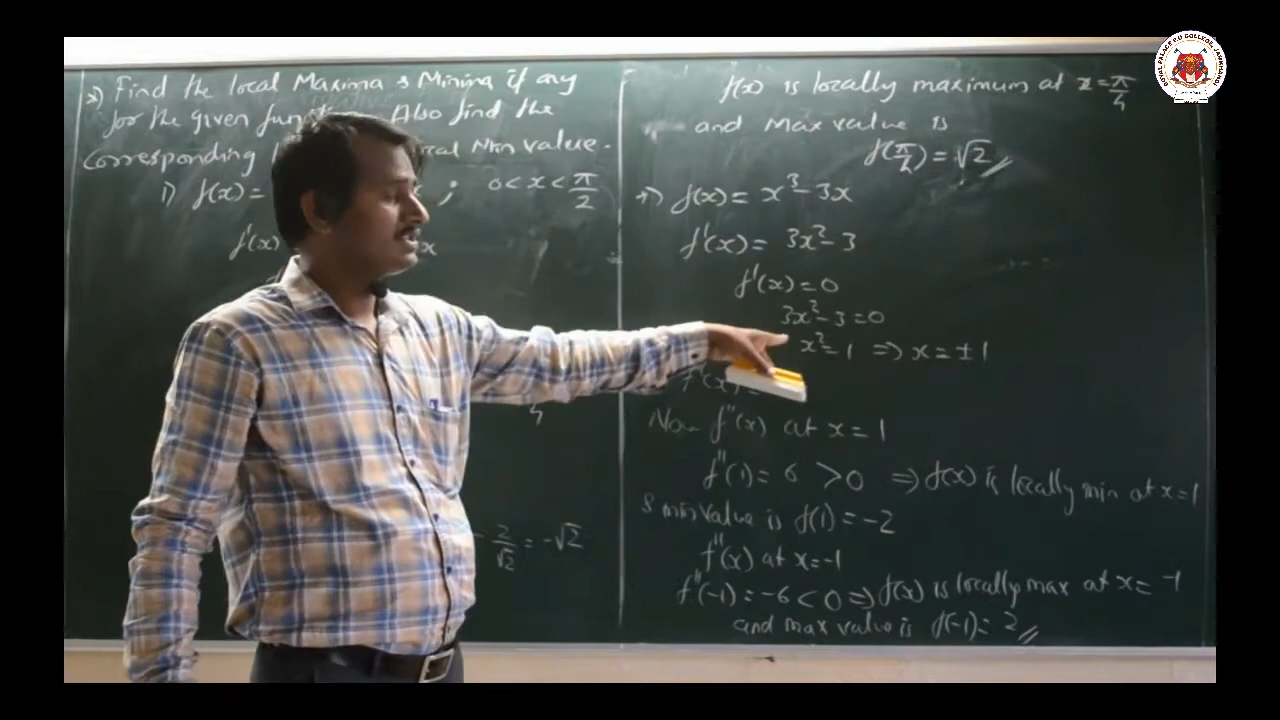 Find the local Maxima & Minima if any
for the given function. Also find the
corresponding local Min value.
1) f(x) = x ; 0 < x < π/2
f'(x) = x
4
- 2/√2 = -√2
f(x) is locally maximum at x = π/4
and Max value is
f(π/4) = √2 //
*) f(x) = x³ - 3x
f'(x) = 3x² - 3
f'(x) = 0
3x² - 3 = 0
x² = 1 ⇒ x = ± 1
f''(x) =
Now f''(x) at x = 1
f''(1) = 6 > 0 ⇒ f(x) is locally min at x = 1
& min value is f(1) = -2
f''(x) at x = -1
f''(-1) = -6 < 0 ⇒ f(x) is locally max at x = -1
and max value is f(-1) = 2 //